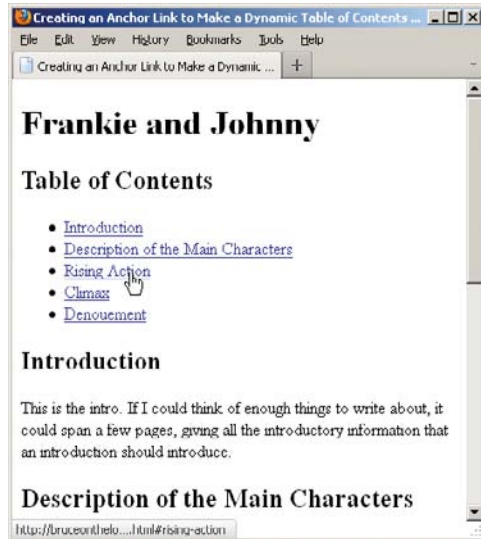 Creating an Anchor Link to Make a Dynamic Table of Contents ...
File Edit View History Bookmarks Tools Help
Creating an Anchor Link to Make a Dynamic ... +
Frankie and Johnny
Table of Contents
• Introduction
• Description of the Main Characters
• Rising Action
• Climax
• Denouement
Introduction
This is the intro. If I could think of enough things to write about, it
could span a few pages, giving all the introductory information that
an introduction should introduce.
Description of the Main Characters
http://bruceonthelo....html#rising-action